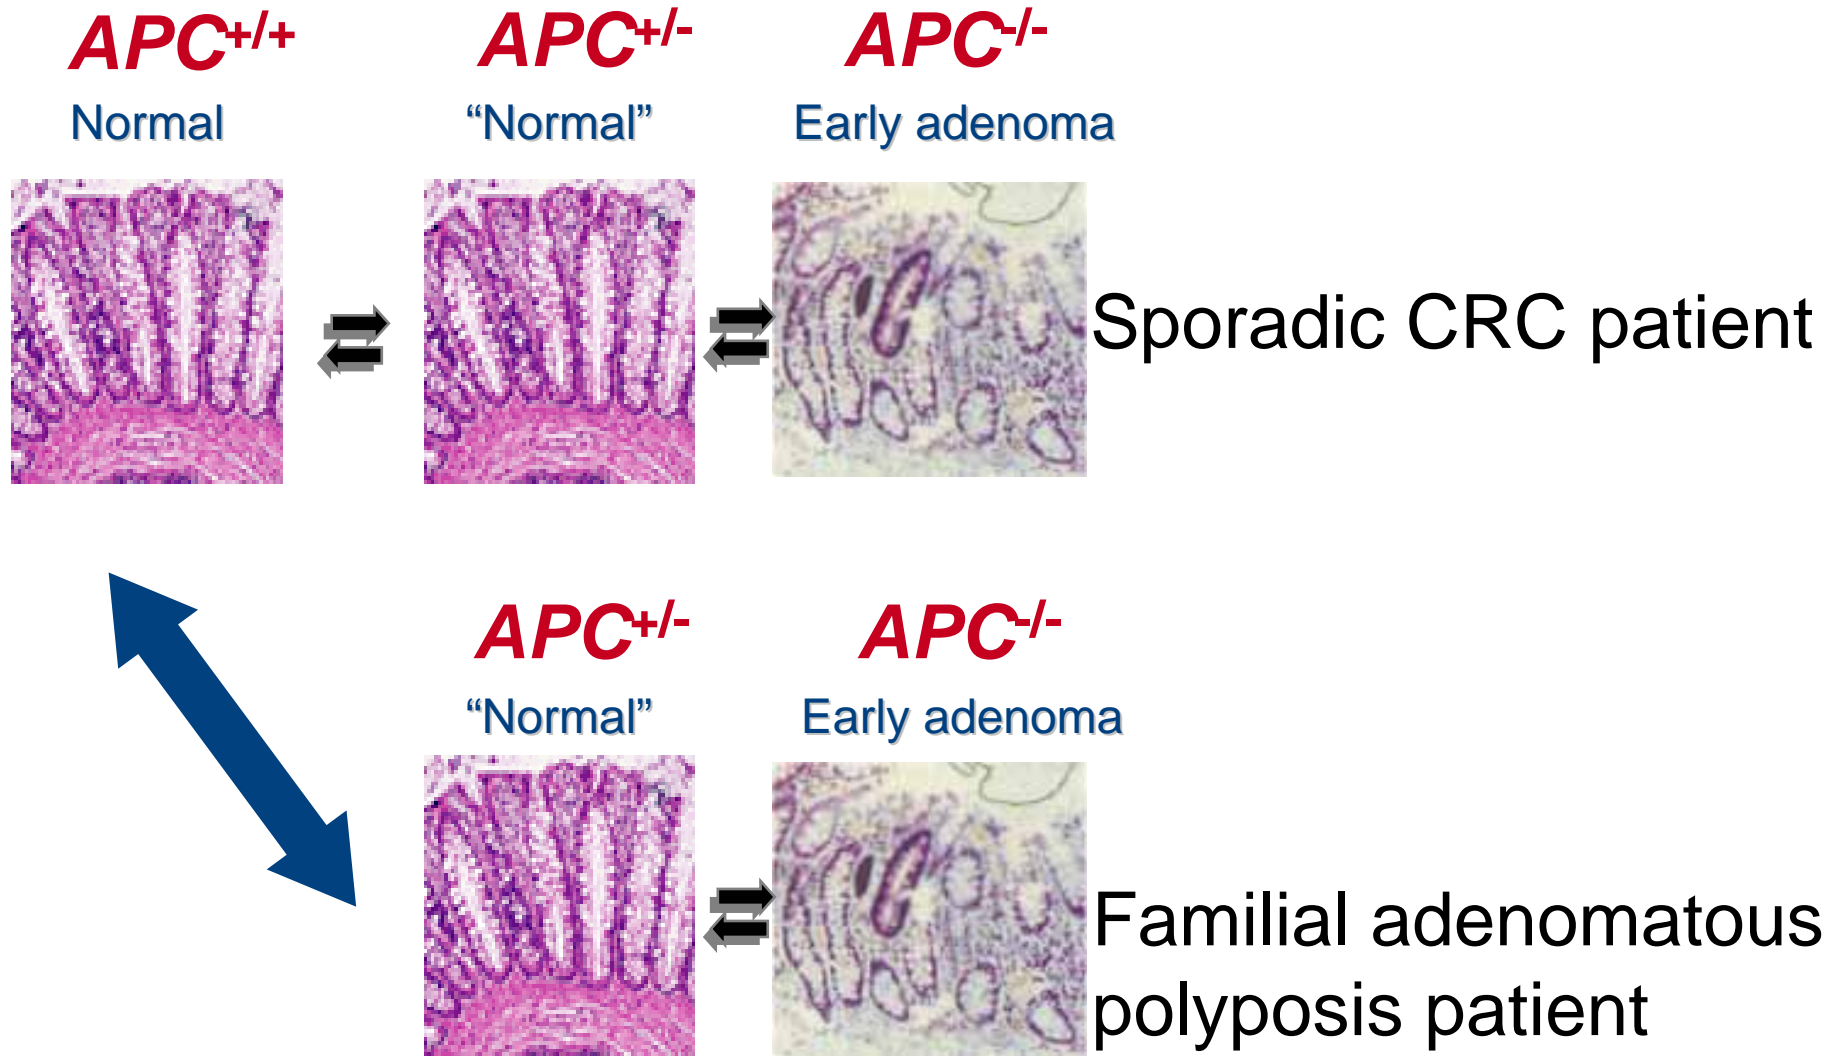 APC+/+ APC+/- APC-/-
Normal “Normal” Early adenoma
Sporadic CRC patient
APC+/- APC-/-
“Normal” Early adenoma
Familial adenomatous
polyposis patient